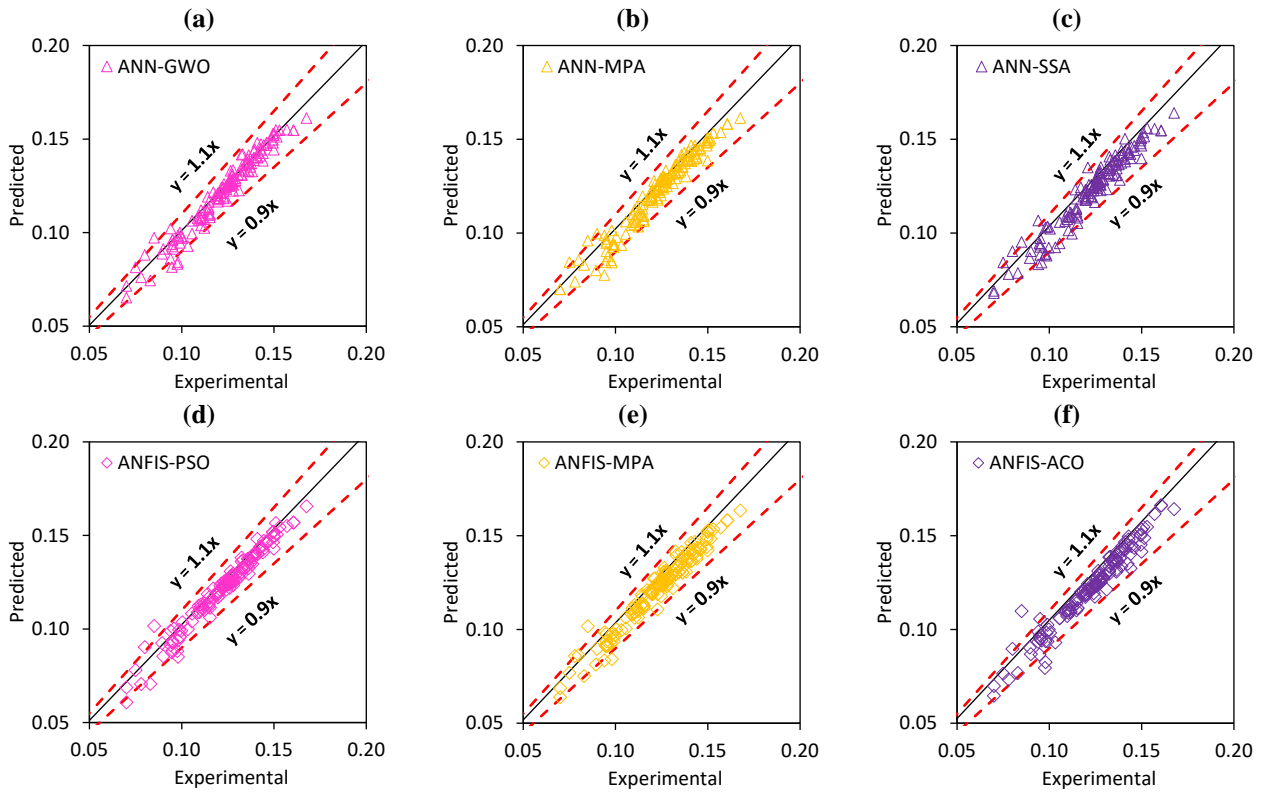 (a)
0.20
ANN-GWO
y = 1.1x
0.15
Predicted
y = 0.9x
0.10
0.05
0.05 0.10 0.15 0.20
Experimental
(b)
0.20
ANN-MPA
y = 1.1x
0.15
Predicted
y = 0.9x
0.10
0.05
0.05 0.10 0.15 0.20
Experimental
(c)
0.20
ANN-SSA
y = 1.1x
0.15
Predicted
y = 0.9x
0.10
0.05
0.05 0.10 0.15 0.20
Experimental
(d)
0.20
ANFIS-PSO
y = 1.1x
0.15
Predicted
y = 0.9x
0.10
0.05
0.05 0.10 0.15 0.20
Experimental
(e)
0.20
ANFIS-MPA
y = 1.1x
0.15
Predicted
y = 0.9x
0.10
0.05
0.05 0.10 0.15 0.20
Experimental
(f)
0.20
ANFIS-ACO
y = 1.1x
0.15
Predicted
y = 0.9x
0.10
0.05
0.05 0.10 0.15 0.20
Experimental